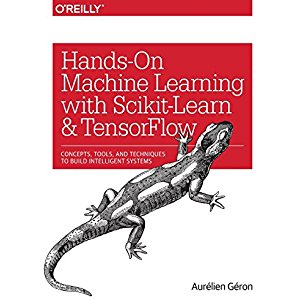 O'REILLY®
Hands-On
Machine Learning
with Scikit-Learn
& TensorFlow
CONCEPTS, TOOLS, AND TECHNIQUES
TO BUILD INTELLIGENT SYSTEMS
Aurélien Géron